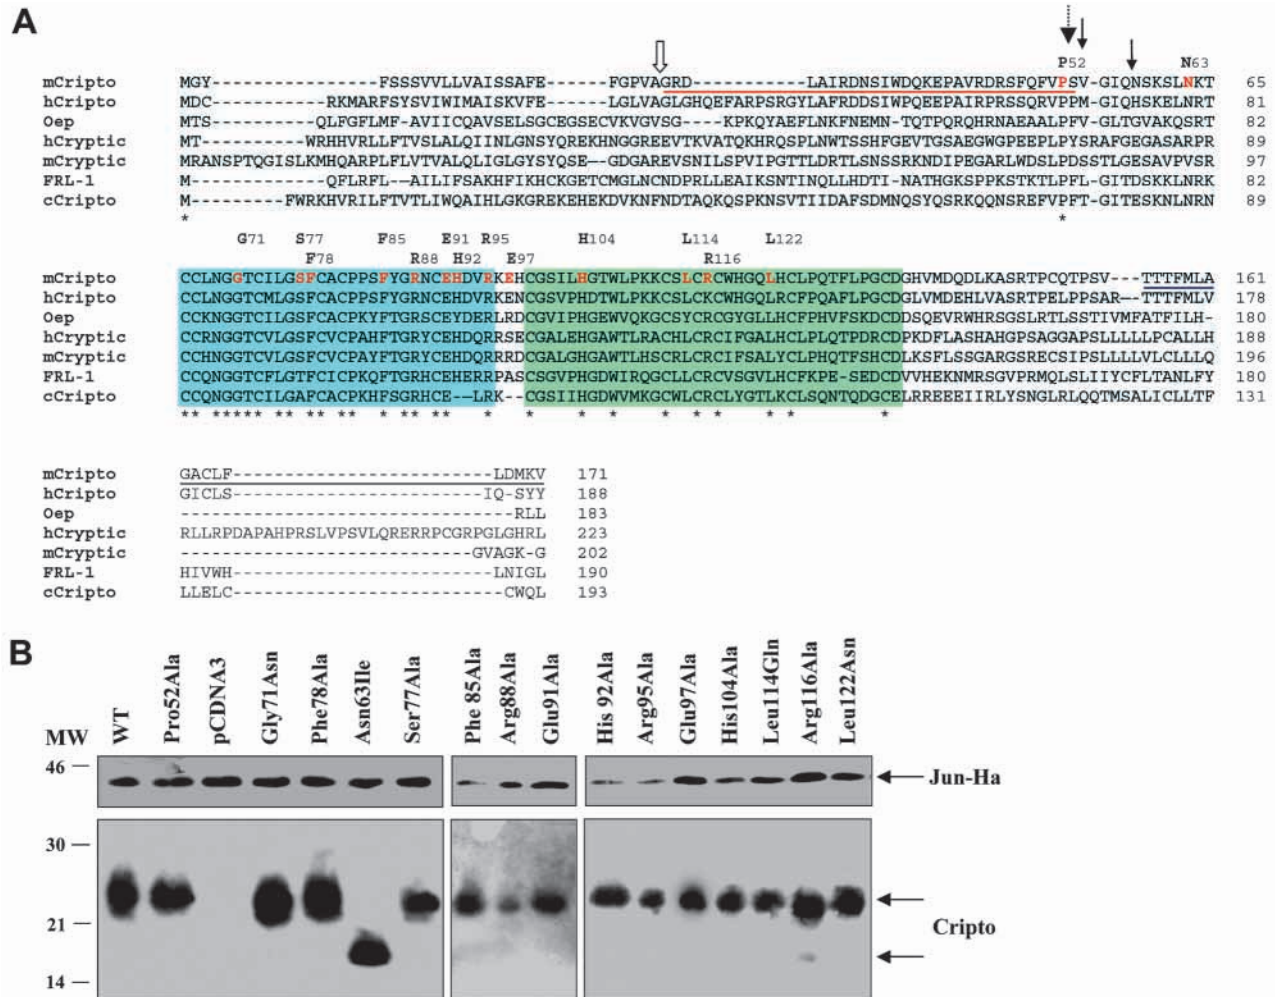 A
P52 N63
mCripto MGY---------------FSSSVVLLVAISSAFE------FGPVAGRD----------LAIRDNSIWDQKEPAVRDRSFQFVPSV-GIQNSKSLNKT 65
hCripto MDC-----------RKMARFSYSVIWIMAISKVFE------LGLVAGLGHQEFARPSRGYLAFRDDSIWPQEEPAIRPRSSQRVPPM-GIQHSKELNRT 81
Oep MTS----------QLFGFLMF-AVIICQAVSELSGCEGSECVKVGVSG----KPKQYAEFLNKFNEMN-TQTPQRQHRNAEAALPFV-GLTGVAKQSRT 82
hCryptic MT---------WRHHVRLLFTVSLALQIINLGNSYQREKHNGGREEVTKVATQKHRQSPLNWTSSHFGEVTGSAEGWGPEEPLPYSRAFGEGASARPR 89
mCryptic MRANSPTQGISLKMHQARPLFLVTVALQLIGLGYSYQSE--GDGAREVSNILSPVIPGTTLDRTLSNSSRKNDIPEGARLWDSLPDSSTLGESAVPVSR 97
FRL-1 M-----------QFLRFL--AILIFSAKHFIKHCKGETCMGLNCNDPRLLEAIKSNTINQLLHDTI-NATHGKSPPKSTKTLPFL-GITDSKKLNRK 82
cCripto M---------FWRKHVRILFTVTLIWQAIHLGKGREKEHEKDVKNFNDTAKQKSPKNSVTIIDAFSDMNQSYQSRKQQNSREFVPFT-GITESKNLNRN 89
* *
G71 S77 F85 E91 R95 H104 L114 L122
F78 R88 H92 E97 R116
mCripto CCLNGGTCILGSFCACPPSFYGRNCEHDVRKEHCGSILHGTWLPKKCSLCRCWHGQLHCLPQTFLPGCDGHVMDQDLKASRTPCQTPSV---TTTFMLA 161
hCripto CCLNGGTCMLGSFCACPPSFYGRNCEHDVRKENCGSVPHDTWLPKKCSLCKCWHGQLRCFPQAFLPGCDGLVMDEHLVASRTPELPPSAR--TTTFMLV 178
Oep CCKNGGTCILGSFCACPKYFTGRSCEYDERLRDCGVIPHGEWVQKGCSYCRCGYGLLHCFPHVFSKDCDDSQEVRWHRSGSLRTLSSTIVMFATFILH- 180
hCryptic CCRNGGTCVLGSFCVCPAHFTGRYCEHDQRRSECGALEHGAWTLRACHLCRCIFGALHCLPLQTPDRCDPKDFLASHAHGPSAGGAPSLLLLLPCALLH 188
mCryptic CCHNGGTCVLGSFCVCPAYFTGRYCEHDQRRRDCGALGHGAWTLHSCRLCRCIFSALYCLPHQTFSHCDLKSFLSSGARGSRECSIPSLLLLVLCLLLQ 196
FRL-1 CCQNGGTCFLGTFCICPKQFTGRHCEHERRPASCSGVPHGDWIRQGCLLCRCVSGVLHCFKPE-SEDCDVVHEKNMRSGVPRMQLSLIIYCFLTANLFY 180
cCripto CCQNGGTCILGAFCACPKHFSGRHCE--LRK--CGSIIHGDWVMKGCWLCRCLYGTLKCLSQNTQDGCELRREEEIIRLYSNGLRLQQTMSALICLLTF 131
** ***** *** ** * ** ** * * * * * ** * * *
mCripto GACLF-------------------------LDMKV 171
hCripto GICLS------------------------IQ-SYY 188
Oep --------------------------------RLL 183
hCryptic RLLRPDAPAHPRSLVPSVLQRERRPCGRPGLGHRL 223
mCryptic ----------------------------GVAGK-G 202
FRL-1 HIVWH-------------------------LNIGL 190
cCripto LLELC--------------------------CWQL 193
B
MW WT Pro52Ala pCDNA3 Gly71Asn Phe78Ala Asn63Ile Ser77Ala Phe 85Ala Arg88Ala Glu91Ala His 92Ala Arg95Ala Glu97Ala His104Ala Leu114Gln Arg116Ala Leu122Asn
46
Jun-Ha
30
21
Cripto
14